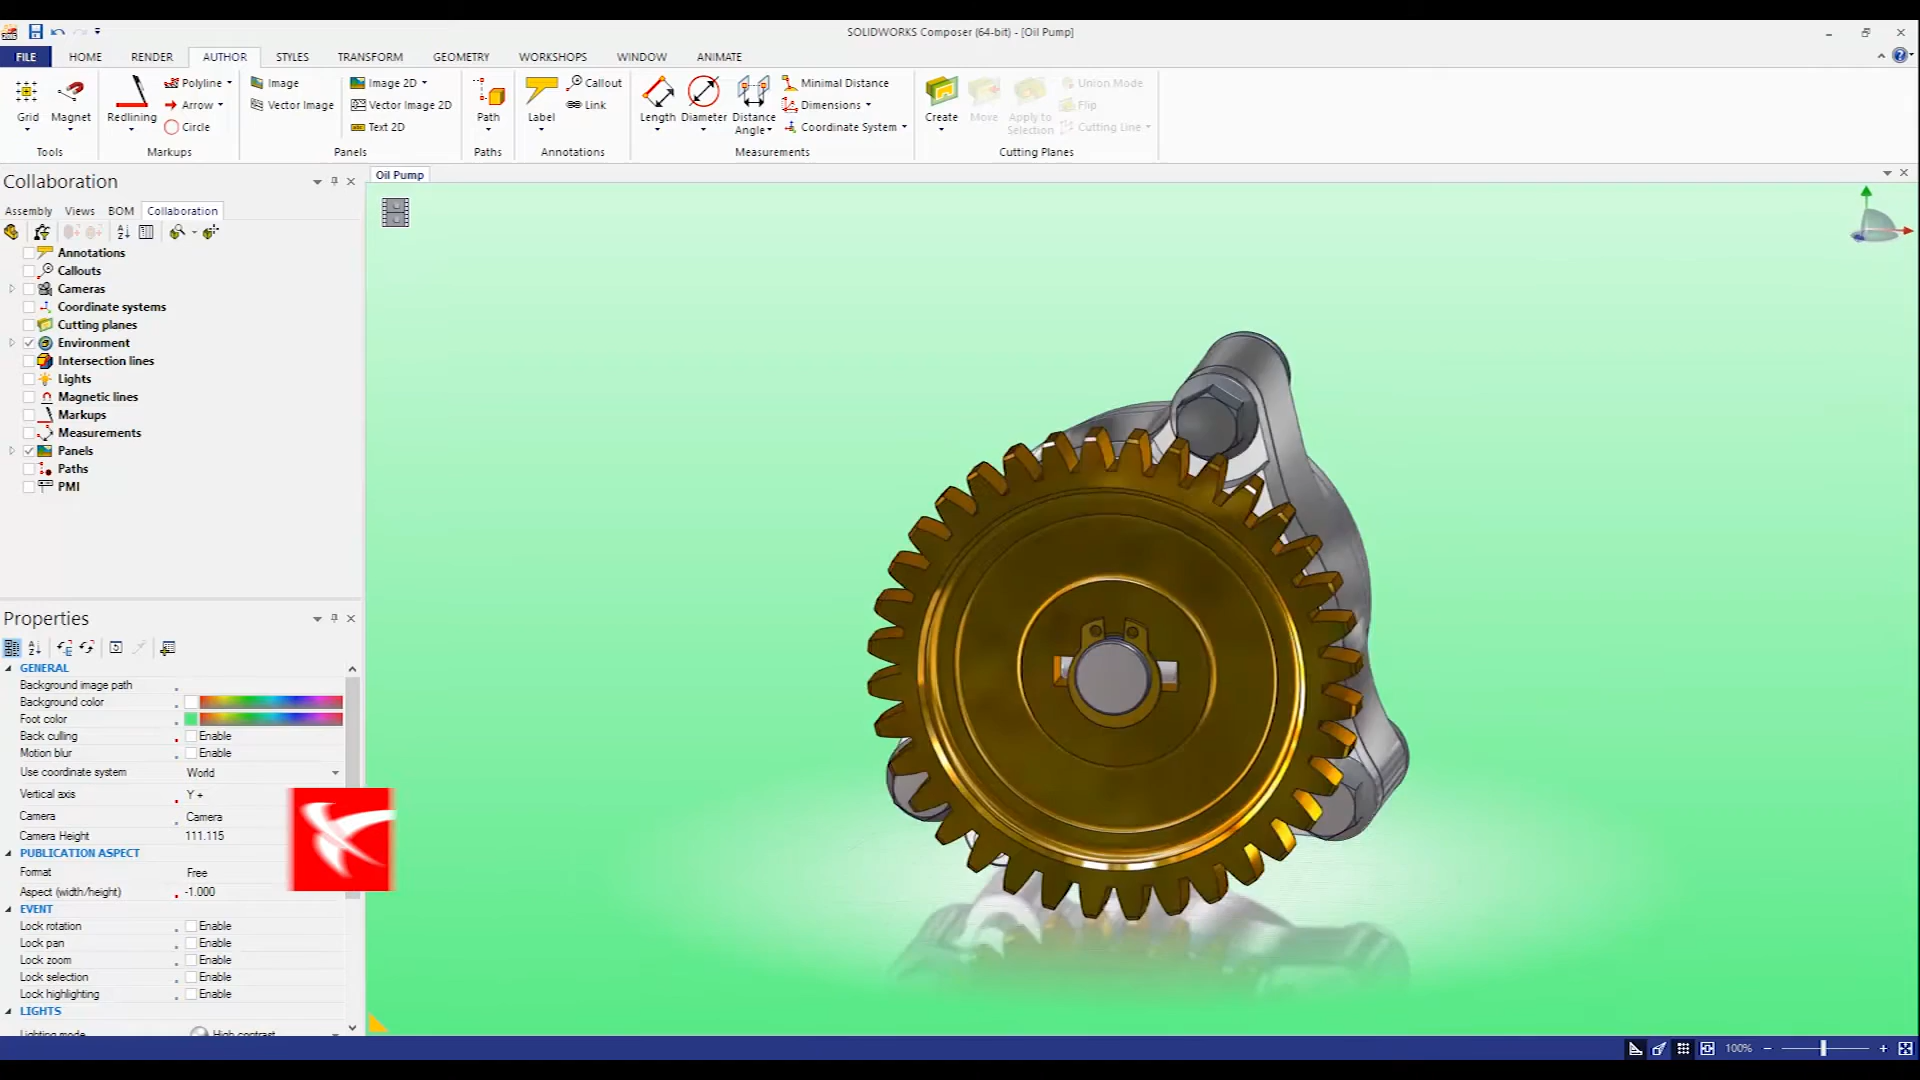 SOLIDWORKS Composer (64-bit) - [Oil Pump]
FILE HOME RENDER AUTHOR STYLES TRANSFORM GEOMETRY WORKSHOPS WINDOW ANIMATE
Grid
Magnet
Tools
Redlining
Polyline
Arrow
Circle
Markups
Image
Vector Image
Image 2D
Vector Image 2D
Text 2D
Panels
Path
Paths
Label
Callout
Link
Annotations
Length
Diameter
Distance
Angle
Minimal Distance
Dimensions
Coordinate System
Measurements
Create
Move
Apply to
Selection
Union Mode
Flip
Cutting Line
Cutting Planes
Collaboration
Assembly Views BOM Collaboration
Annotations
Callouts
Cameras
Coordinate systems
Cutting planes
Environment
Intersection lines
Lights
Magnetic lines
Markups
Measurements
Panels
Paths
PMI
Oil Pump
Properties
GENERAL
Background image path
Background color
Foot color
Back culling Enable
Motion blur Enable
Use coordinate system World
Vertical axis Y +
Camera Camera
Camera Height 111.115
PUBLICATION ASPECT
Format Free
Aspect (width/height) -1.000
EVENT
Lock rotation Enable
Lock pan Enable
Lock zoom Enable
Lock selection Enable
Lock highlighting Enable
LIGHTS
Lighting mode High contrast
100%